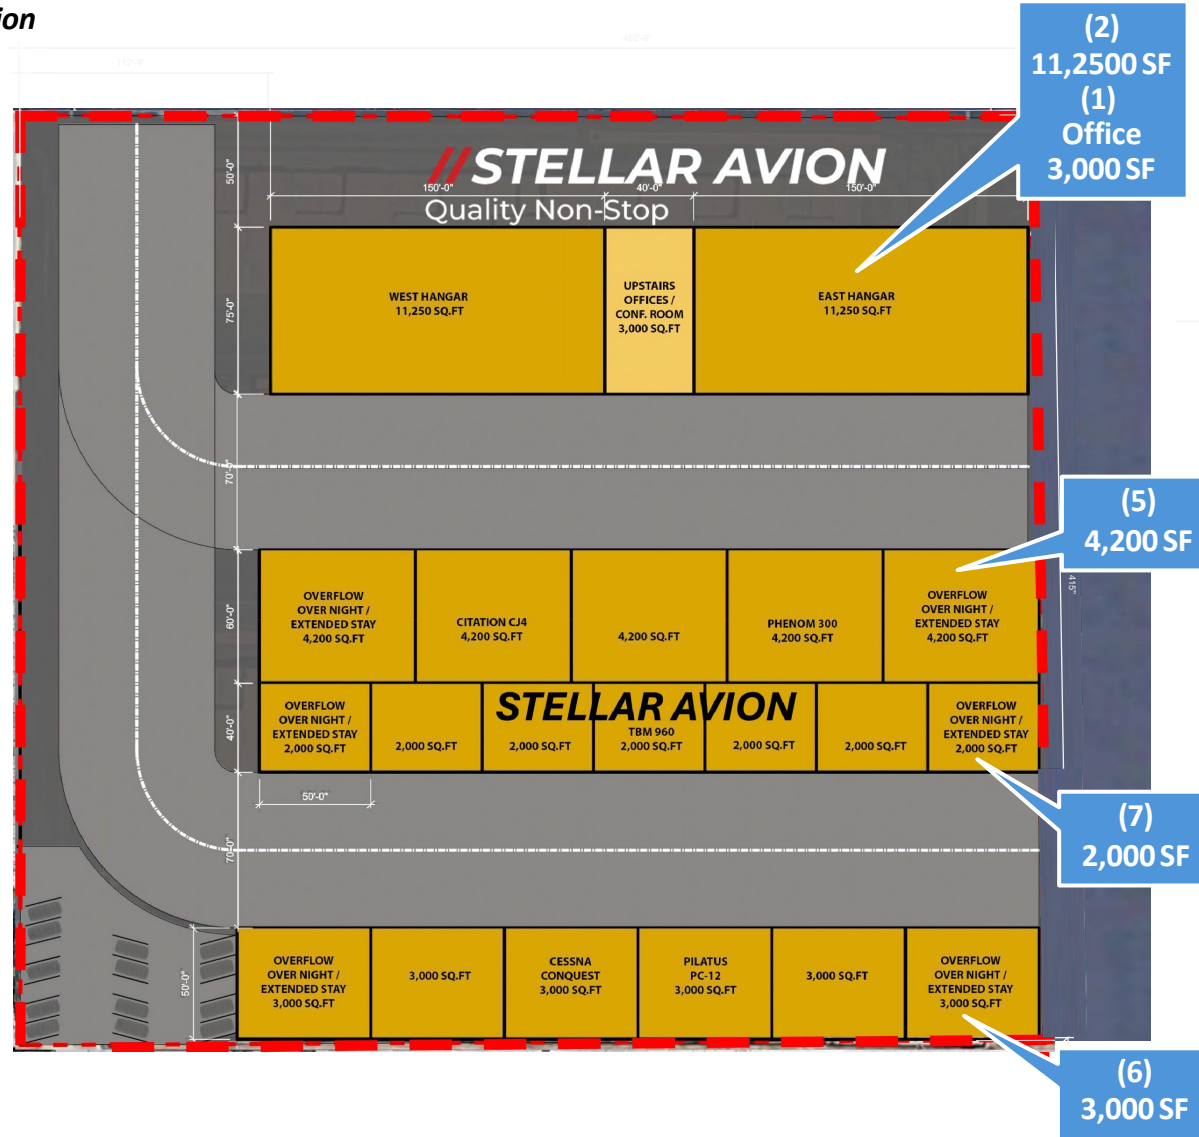 ion
(2)
11,2500 SF
(1)
Office
3,000 SF
452'-9"
112'-9"
//STELLAR AVION
Quality Non-Stop
150'-0"
40'-0"
150'-0"
50'-0"
75'-0"
WEST HANGAR
11,250 SQ.FT
UPSTAIRS
OFFICES /
CONF. ROOM
3,000 SQ.FT
EAST HANGAR
11,250 SQ.FT
70'-0"
(5)
4,200 SF
415"
60'-0"
OVERFLOW
OVER NIGHT /
EXTENDED STAY
4,200 SQ.FT
CITATION CJ4
4,200 SQ.FT
4,200 SQ.FT
PHENOM 300
4,200 SQ.FT
OVERFLOW
OVER NIGHT /
EXTENDED STAY
4,200 SQ.FT
STELLAR AVION
40'-0"
OVERFLOW
OVER NIGHT /
EXTENDED STAY
2,000 SQ.FT
2,000 SQ.FT
2,000 SQ.FT
TBM 960
2,000 SQ.FT
2,000 SQ.FT
2,000 SQ.FT
OVERFLOW
OVER NIGHT /
EXTENDED STAY
2,000 SQ.FT
50'-0"
(7)
2,000 SF
70'-0"
50'-0"
OVERFLOW
OVER NIGHT /
EXTENDED STAY
3,000 SQ.FT
3,000 SQ.FT
CESSNA
CONQUEST
3,000 SQ.FT
PILATUS
PC-12
3,000 SQ.FT
3,000 SQ.FT
OVERFLOW
OVER NIGHT /
EXTENDED STAY
3,000 SQ.FT
(6)
3,000 SF